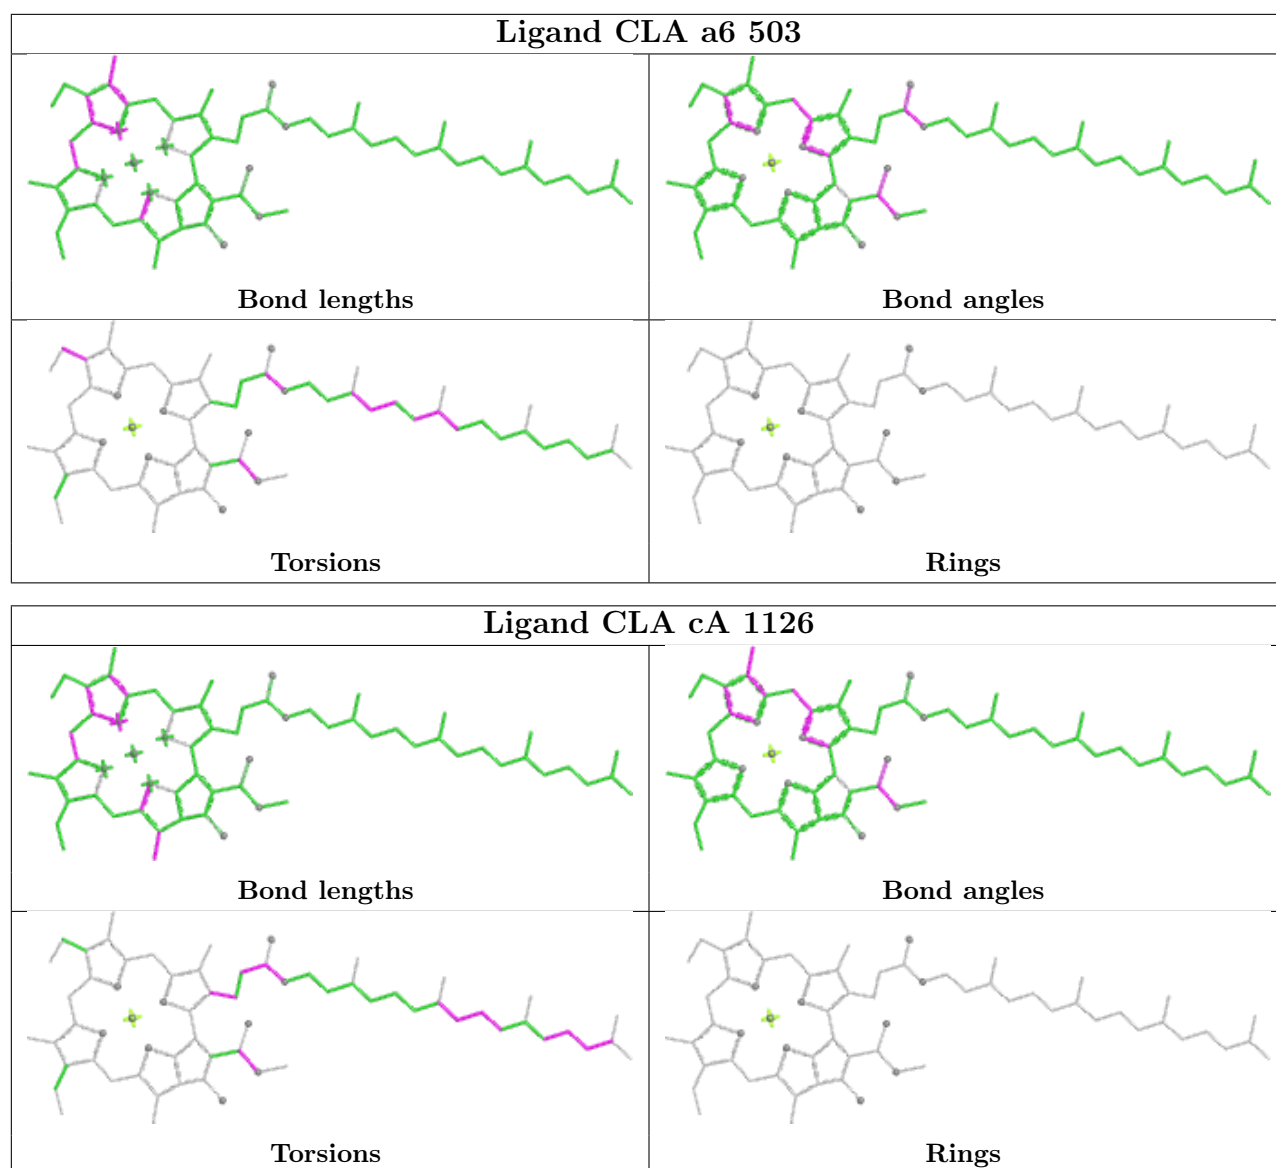 Ligand CLA a6 503
Bond lengths
Bond angles
Torsions
Rings
Ligand CLA cA 1126
Bond lengths
Bond angles
Torsions
Rings